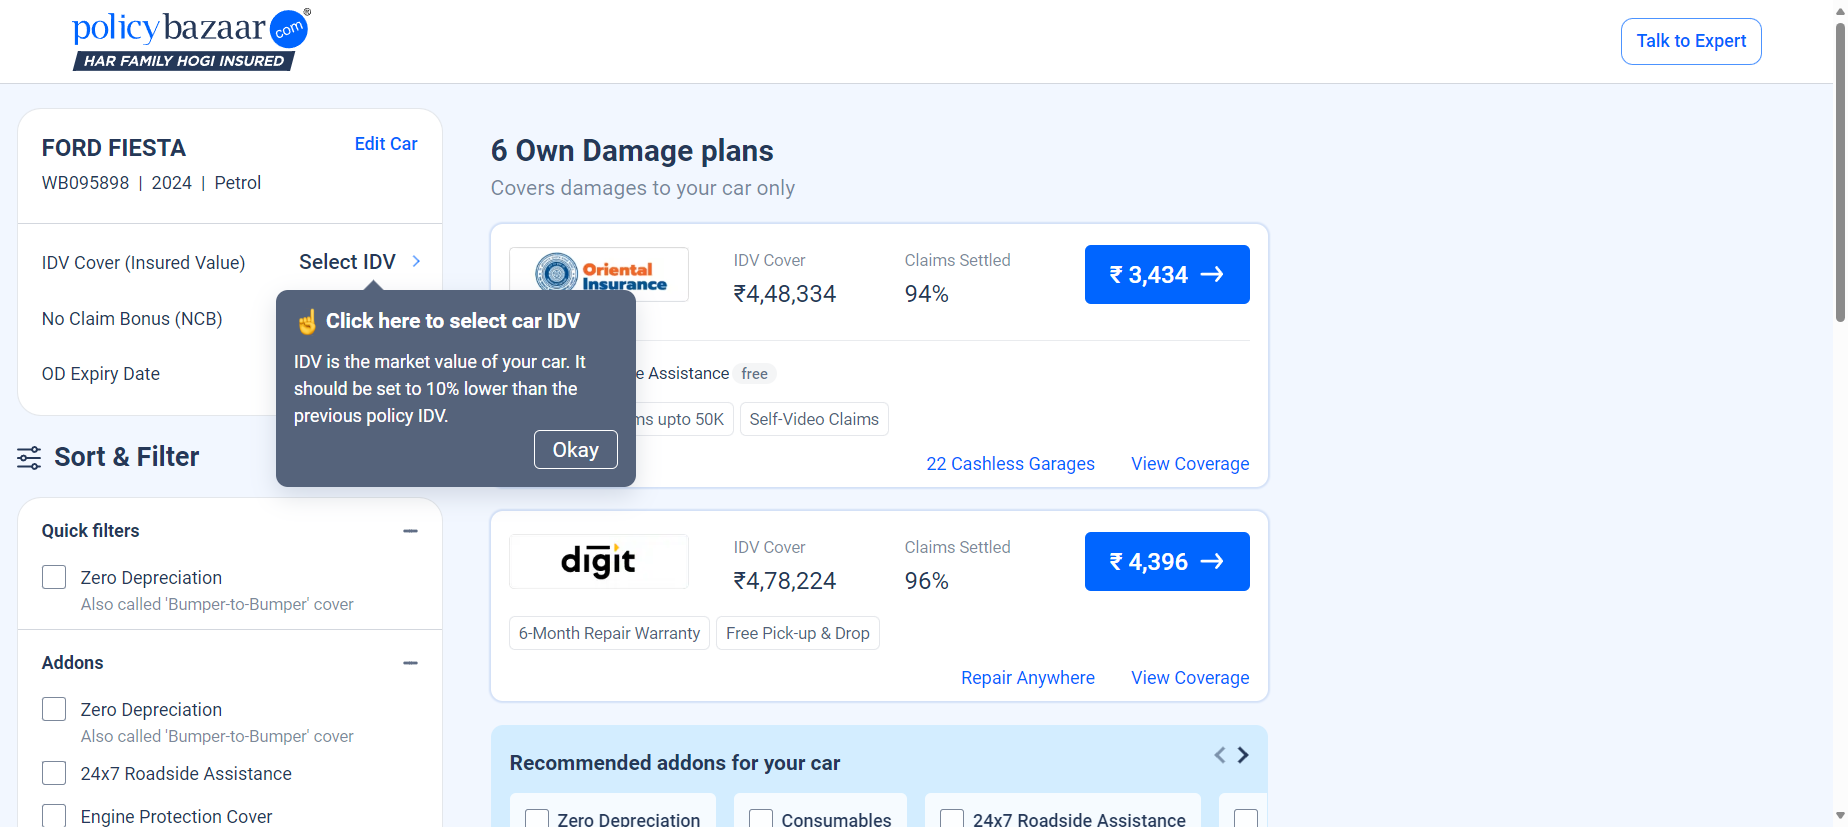 policybazaar com ®
HAR FAMILY HOGI INSURED
Talk to Expert
FORD FIESTA
Edit Car
WB095898 | 2024 | Petrol
IDV Cover (Insured Value)
Select IDV
No Claim Bonus (NCB)
OD Expiry Date
☝ Click here to select car IDV
IDV is the market value of your car. It
should be set to 10% lower than the
previous policy IDV.
Okay
Sort & Filter
Quick filters
Zero Depreciation
Also called 'Bumper-to-Bumper' cover
Addons
Zero Depreciation
Also called 'Bumper-to-Bumper' cover
24x7 Roadside Assistance
Engine Protection Cover
6 Own Damage plans
Covers damages to your car only
Oriental
Insurance
IDV Cover
₹4,48,334
Claims Settled
94%
₹ 3,434 →
Assistance free
upto 50K
Self-Video Claims
22 Cashless Garages
View Coverage
digit
IDV Cover
₹4,78,224
Claims Settled
96%
₹ 4,396 →
6-Month Repair Warranty
Free Pick-up & Drop
Repair Anywhere
View Coverage
Recommended addons for your car
Zero Depreciation
Consumables
24x7 Roadside Assistance